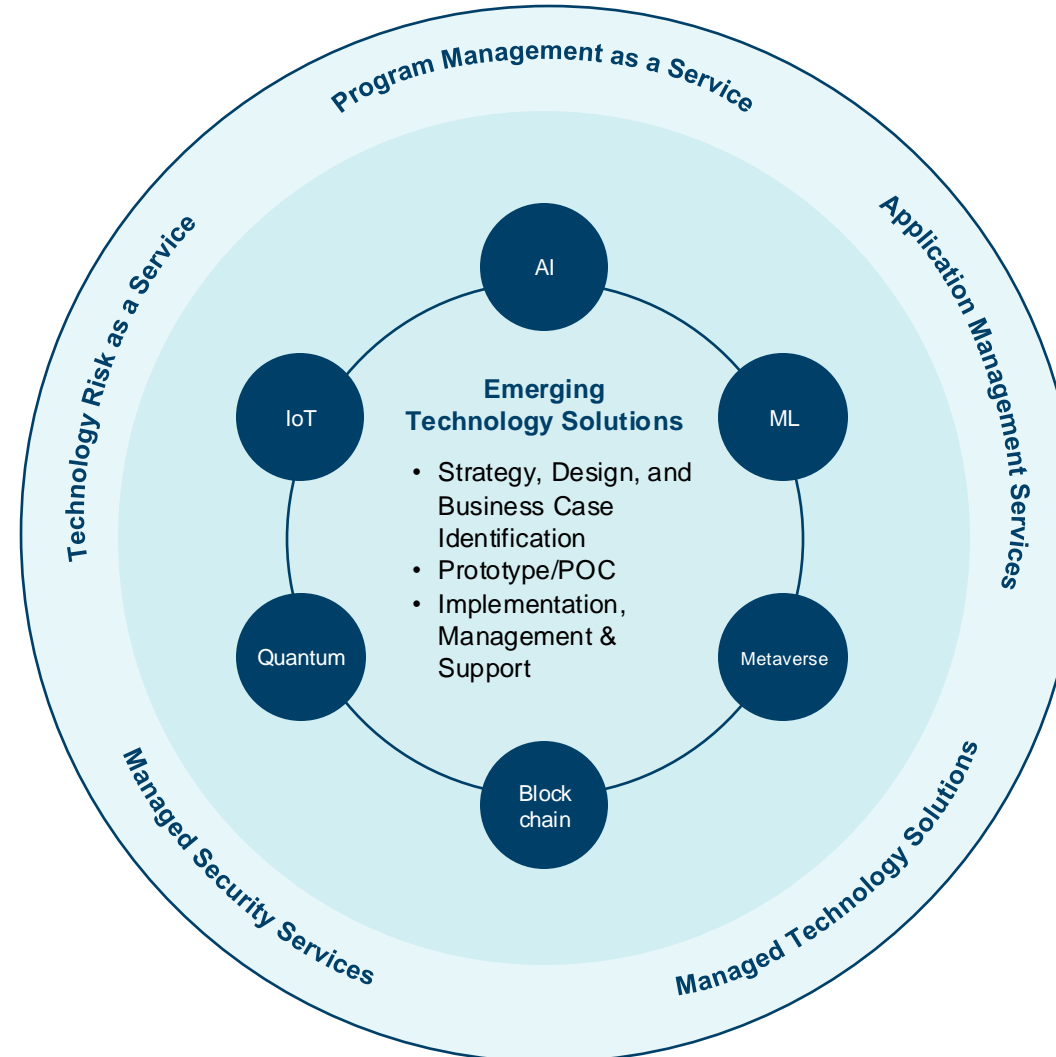 Program Management as a Service
Application Management Services
Managed Technology Solutions
Managed Security Services
Technology Risk as a Service
AI
ML
Metaverse
Block
chain
Quantum
IoT
Emerging
Technology Solutions
• Strategy, Design, and
Business Case
Identification
• Prototype/POC
• Implementation,
Management &
Support